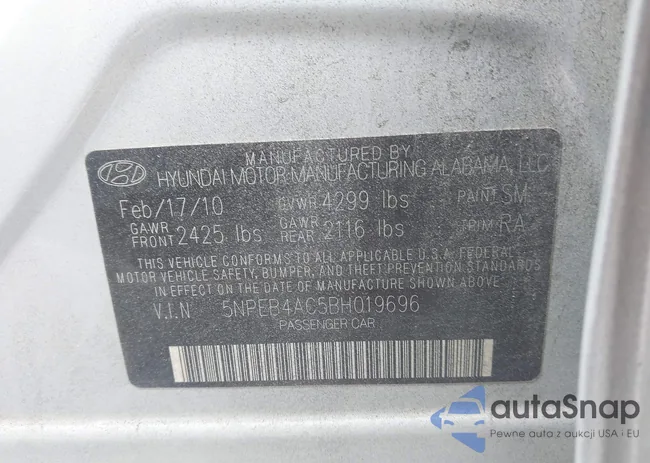 MANUFACTURED BY
HYUNDAI MOTOR MANUFACTURING ALABAMA, LLC
Feb/17/10 GVWR 4299 lbs PAINT SM
GAWR FRONT 2425 lbs GAWR REAR 2116 lbs TRIM RA
THIS VEHICLE CONFORMS TO ALL APPLICABLE U.S.A. FEDERAL
MOTOR VEHICLE SAFETY, BUMPER, AND THEFT PREVENTION STANDARDS
IN EFFECT ON THE DATE OF MANUFACTURE SHOWN ABOVE
V.I.N 5NPEB4AC5BH019696
PASSENGER CAR
autoSnap
Pewne auta z aukcji USA i EU